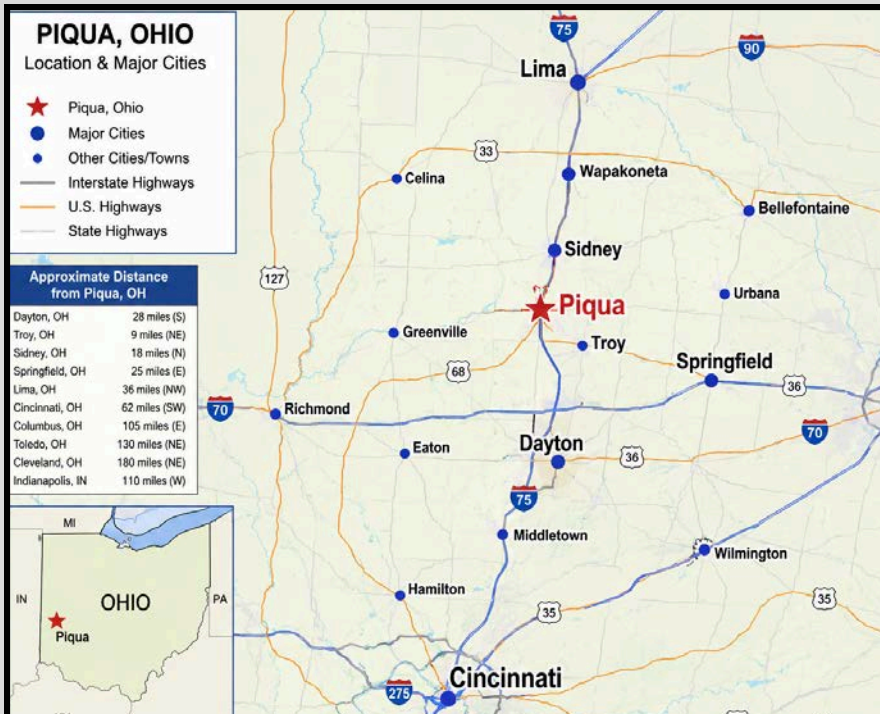 PIQUA, OHIO
Location & Major Cities
Piqua, Ohio
Major Cities
Other Cities/Towns
Interstate Highways
U.S. Highways
State Highways
Approximate Distance
from Piqua, OH
Dayton, OH 28 miles (S)
Troy, OH 9 miles (NE)
Sidney, OH 18 miles (N)
Springfield, OH 25 miles (E)
Lima, OH 36 miles (NW)
Cincinnati, OH 62 miles (SW)
Columbus, OH 105 miles (E)
Toledo, OH 130 miles (NE)
Cleveland, OH 180 miles (NE)
Indianapolis, IN 110 miles (W)
MI
IN
OHIO
PA
Piqua
75
90
Lima
33
Celina
Wapakoneta
Bellefontaine
Sidney
127
Urbana
Piqua
Greenville
Troy
68
Springfield
36
70
Richmond
70
Dayton
Eaton
36
75
Middletown
Wilmington
Hamilton
35
35
Cincinnati
275